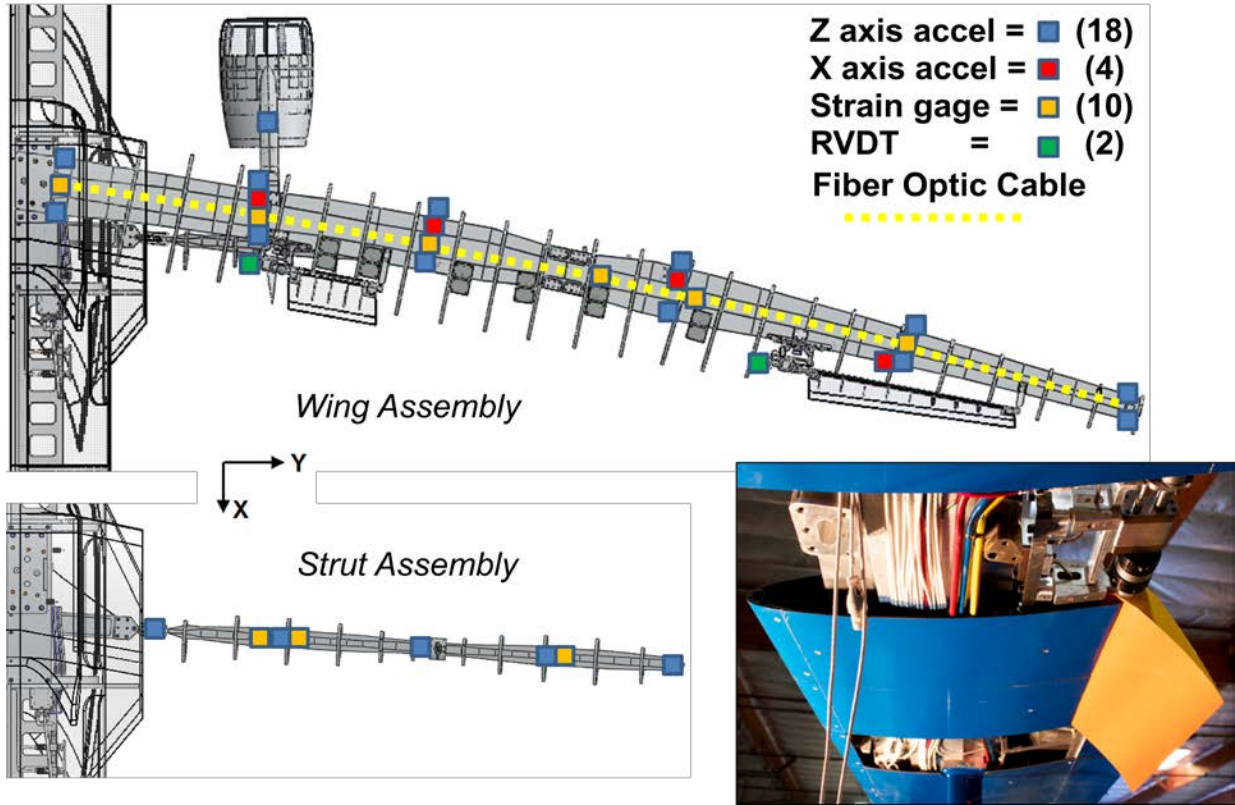 Z axis accel = (18)
X axis accel = (4)
Strain gage = (10)
RVDT = (2)
Fiber Optic Cable
Wing Assembly
Y
X
Strut Assembly